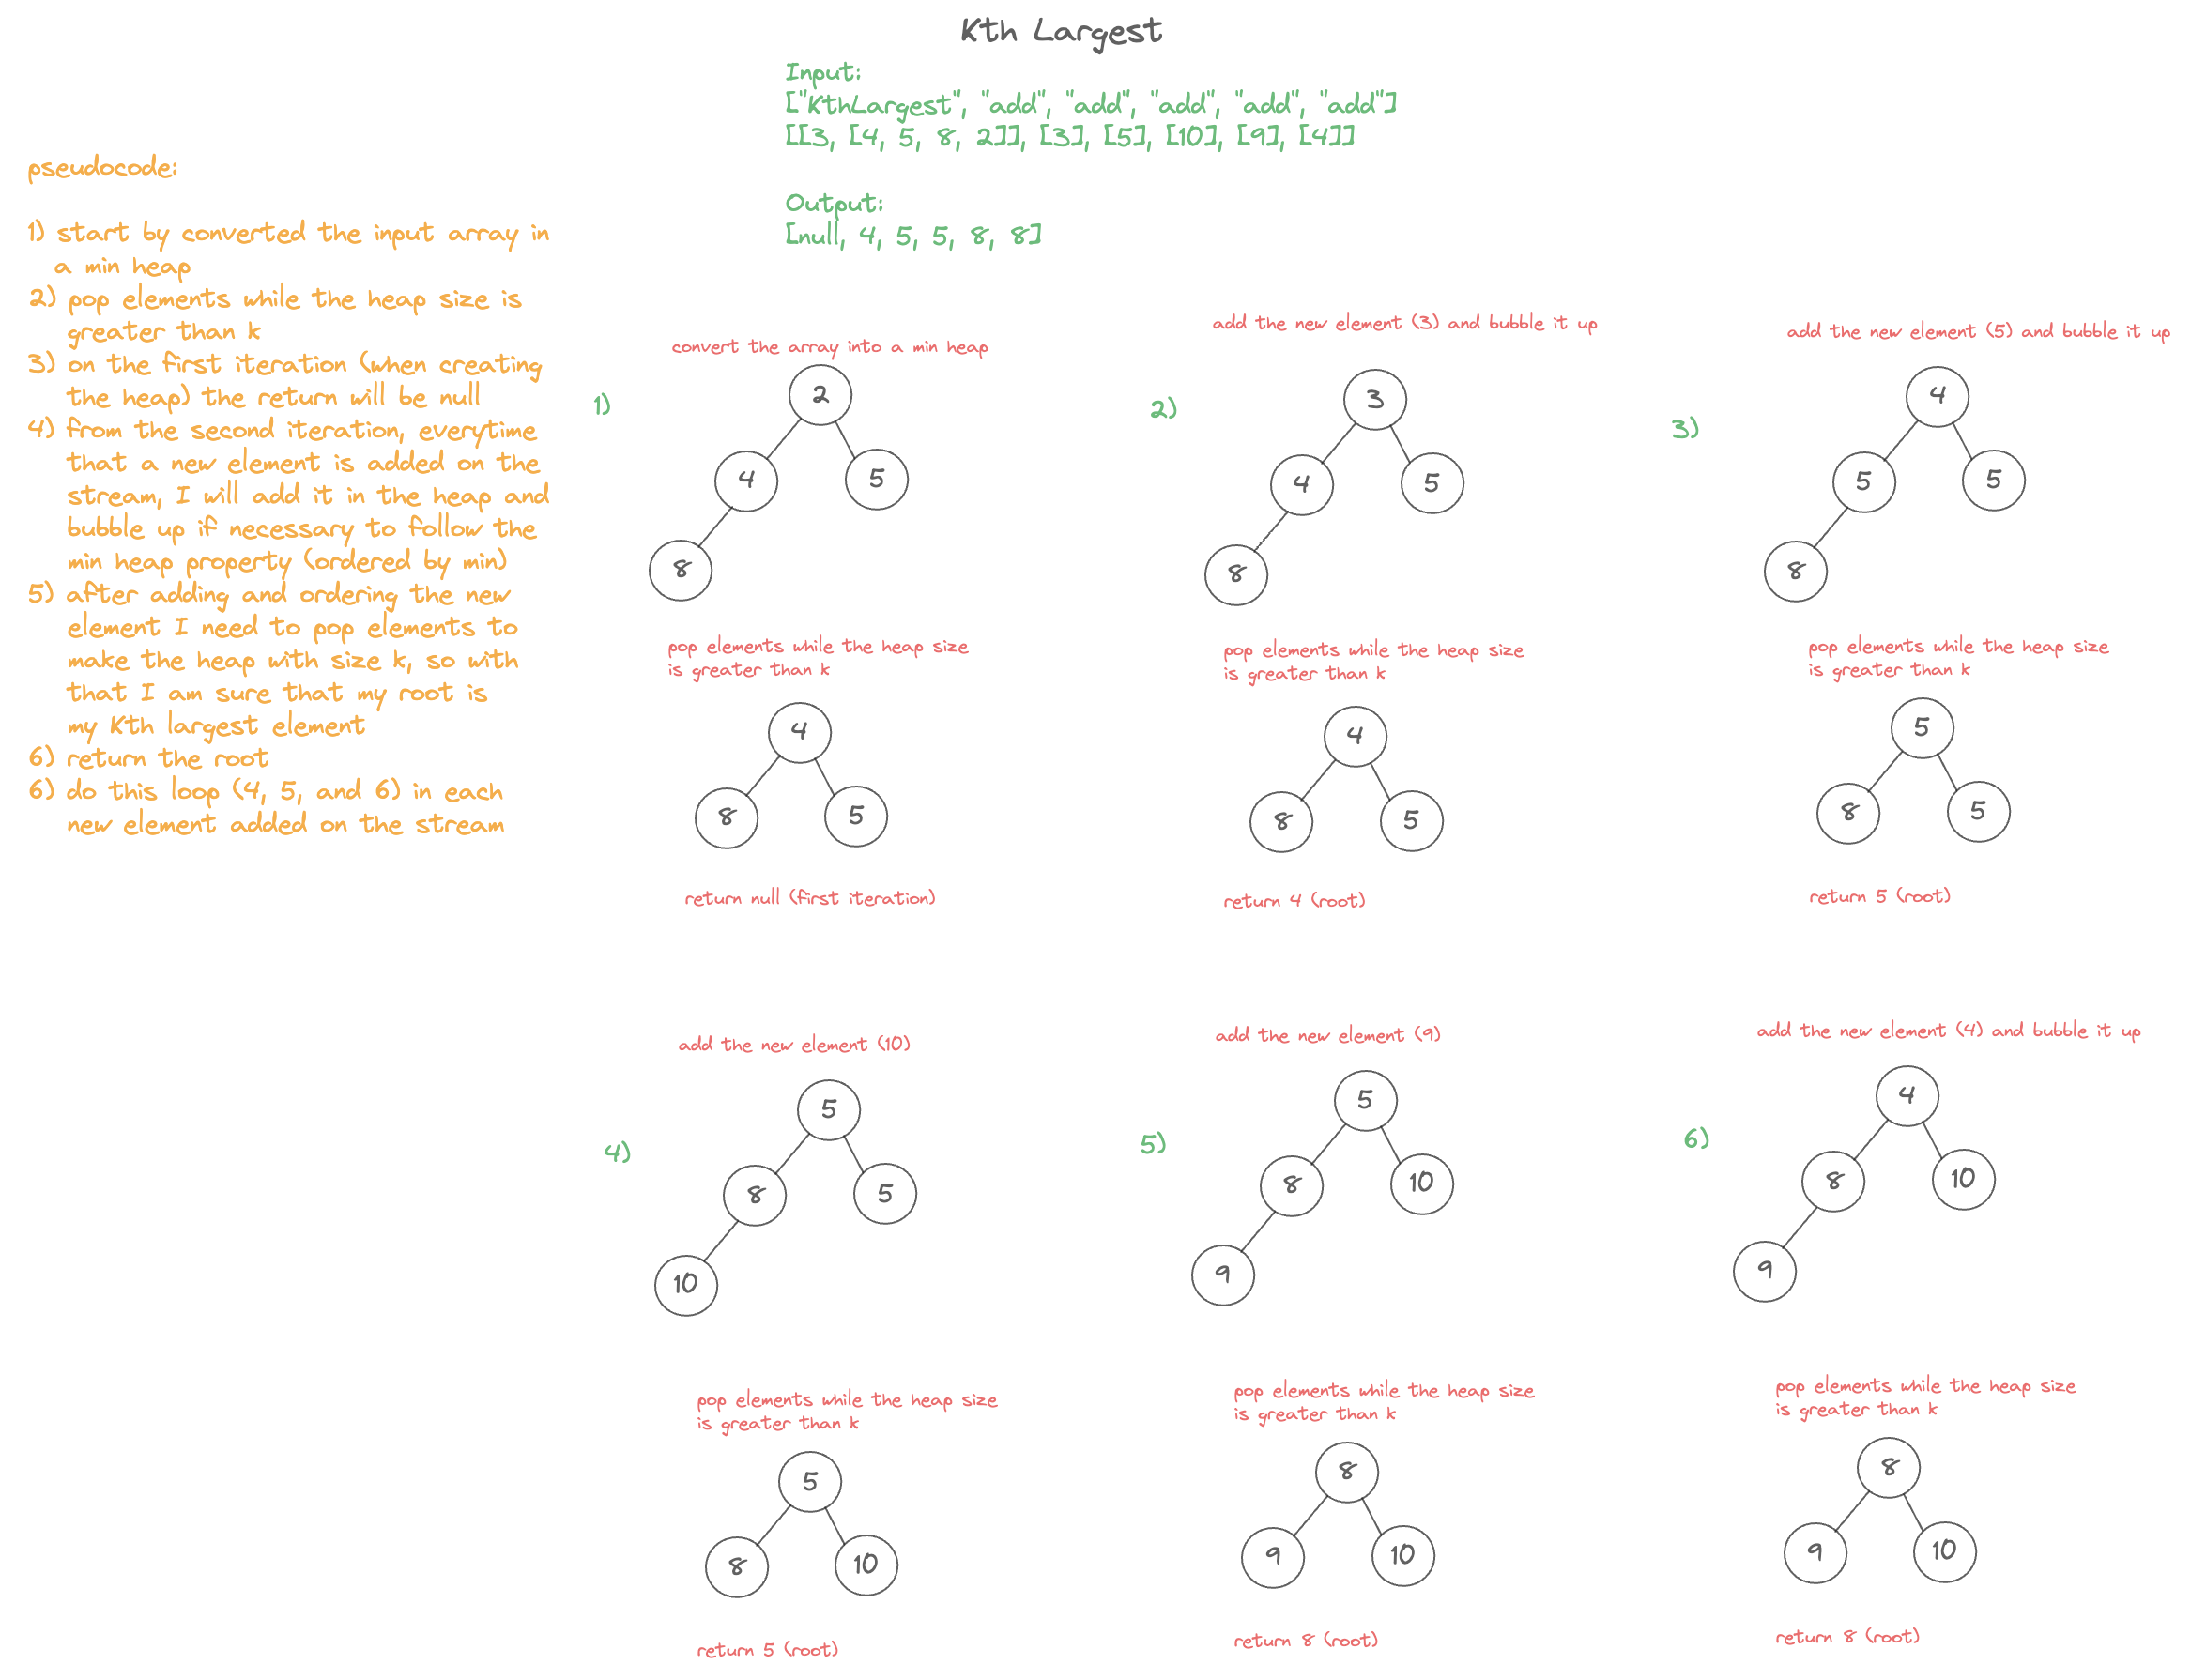 Kth Largest
Input:
["KthLargest", "add", "add", "add", "add", "add"]
[[3, [4, 5, 8, 2]], [3], [5], [10], [9], [4]]
Output:
[null, 4, 5, 5, 8, 8]
pseudocode:
1) start by converted the input array in
a min heap
2) pop elements while the heap size is
greater than k
3) on the first iteration (when creating
the heap) the return will be null
4) from the second iteration, everytime
that a new element is added on the
stream, I will add it in the heap and
bubble up if necessary to follow the
min heap property (ordered by min)
5) after adding and ordering the new
element I need to pop elements to
make the heap with size k, so with
that I am sure that my root is
my Kth largest element
6) return the root
6) do this loop (4, 5, and 6) in each
new element added on the stream
1)
convert the array into a min heap
2
4
5
8
pop elements while the heap size
is greater than k
4
8
5
return null (first iteration)
2)
add the new element (3) and bubble it up
3
4
5
8
pop elements while the heap size
is greater than k
4
8
5
return 4 (root)
3)
add the new element (5) and bubble it up
4
5
5
8
pop elements while the heap size
is greater than k
5
8
5
return 5 (root)
4)
add the new element (10)
5
8
5
10
pop elements while the heap size
is greater than k
5
8
10
return 5 (root)
5)
add the new element (9)
5
8
10
9
pop elements while the heap size
is greater than k
8
9
10
return 8 (root)
6)
add the new element (4) and bubble it up
4
8
10
9
pop elements while the heap size
is greater than k
8
9
10
return 8 (root)